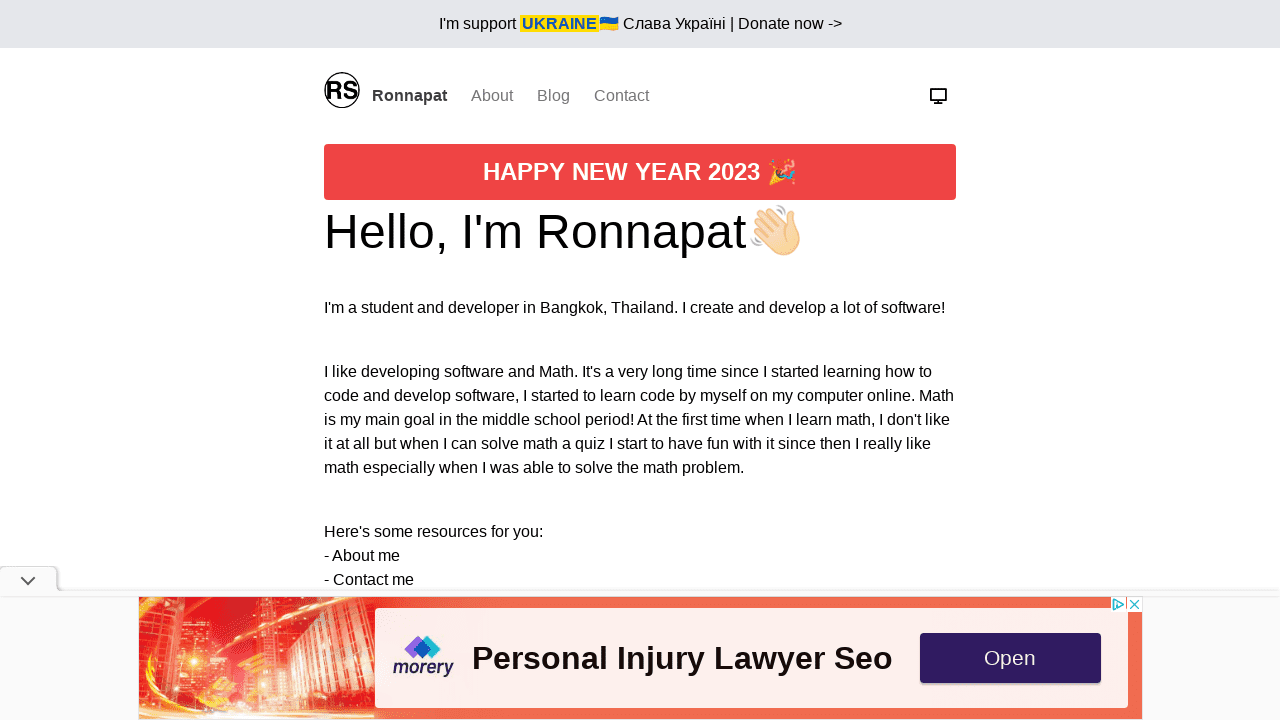 I'm support UKRAINE🇺🇦 Слава Україні | Donate now ->
RS Ronnapat About Blog Contact
HAPPY NEW YEAR 2023 🎉
Hello, I'm Ronnapat👋🏻
I'm a student and developer in Bangkok, Thailand. I create and develop a lot of software!
I like developing software and Math. It's a very long time since I started learning how to
code and develop software, I started to learn code by myself on my computer online. Math
is my main goal in the middle school period! At the first time when I learn math, I don't like
it at all but when I can solve math a quiz I start to have fun with it since then I really like
math especially when I was able to solve the math problem.
Here's some resources for you:
- About me
- Contact me
morery Personal Injury Lawyer Seo Open